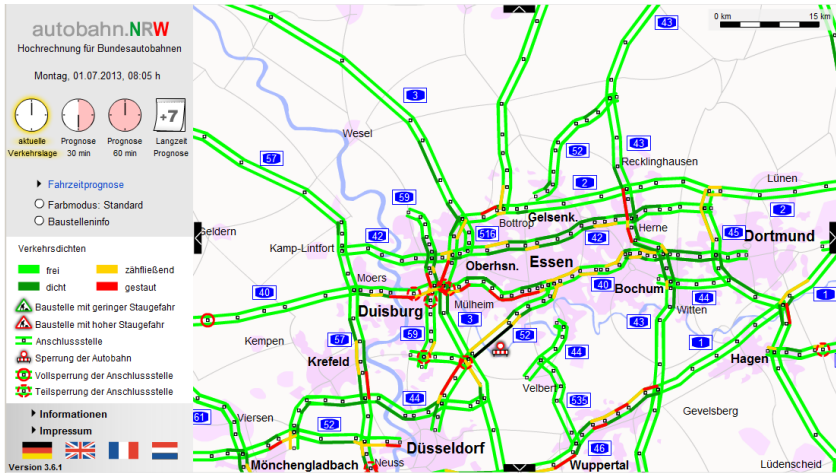 autobahn.NRW
Hochrechnung für Bundesautobahnen
Montag, 01.07.2013, 08:05 h
+7
aktuelle Verkehrslage
Prognose 30 min
Prognose 60 min
Langzeit Prognose
Fahrzeitprognose
Farbmodus: Standard
Baustelleninfo
Verkehrsdichten
frei
zähfließend
dicht
gestaut
Baustelle mit geringer Staugefahr
Baustelle mit hoher Staugefahr
Anschlussstelle
Sperrung der Autobahn
Vollsperrung der Anschlussstelle
Teilsperrung der Anschlussstelle
Informationen
Impressum
Version 3.6.1
0 km
15 km
43
3
Wesel
43
52
57
Recklinghausen
2
Lünen
59
2
Geldern
Bottrop
Gelsenk.
Herne
516
42
42
45
Dortmund
Kamp-Lintfort
Oberhsn.
Essen
Moers
40
40
Bochum
44
1
Duisburg
Mülheim
3
43
Witten
59
52
Kempen
57
44
1
Krefeld
Hagen
Velbert
44
535
Gevelsberg
61
Viersen
52
46
Düsseldorf
Mönchengladbach
Neuss
Wuppertal
Lüdenscheid